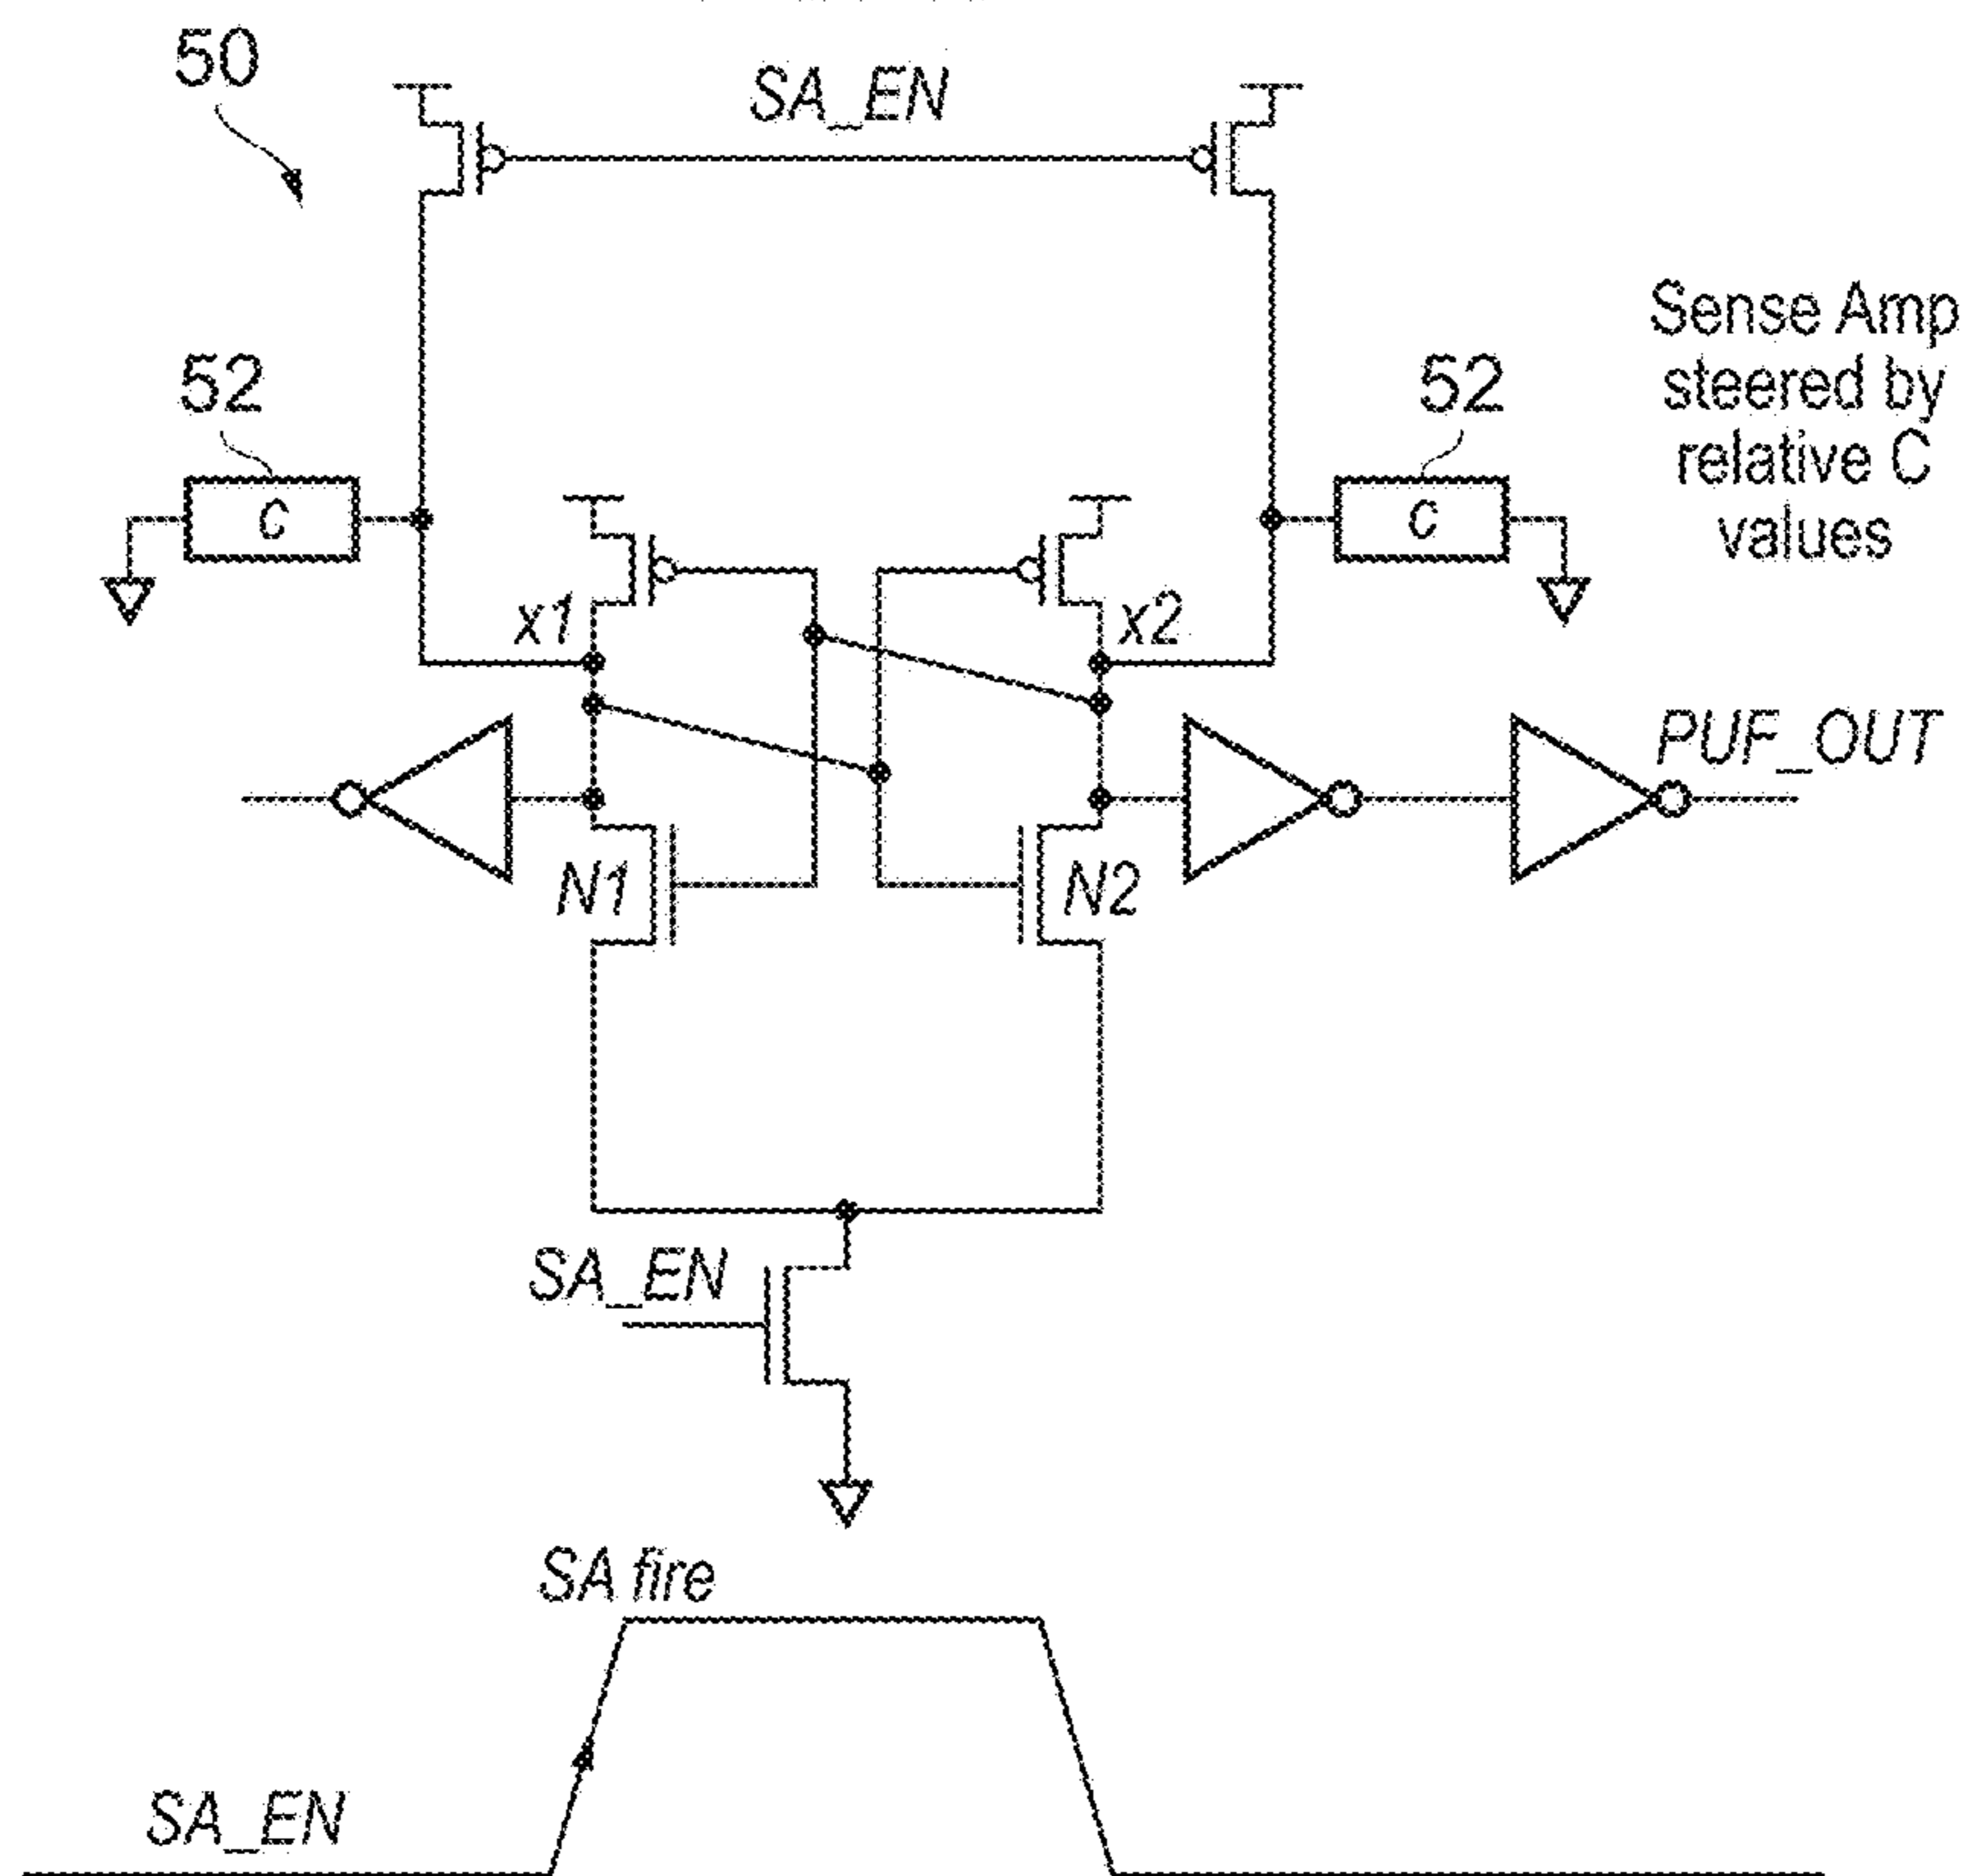 50
SA_EN
Sense Amp
steered by
relative C
values
52
52
C
C
x1
x2
PUF_OUT
N1
N2
SA_EN
SA fire
SA_EN